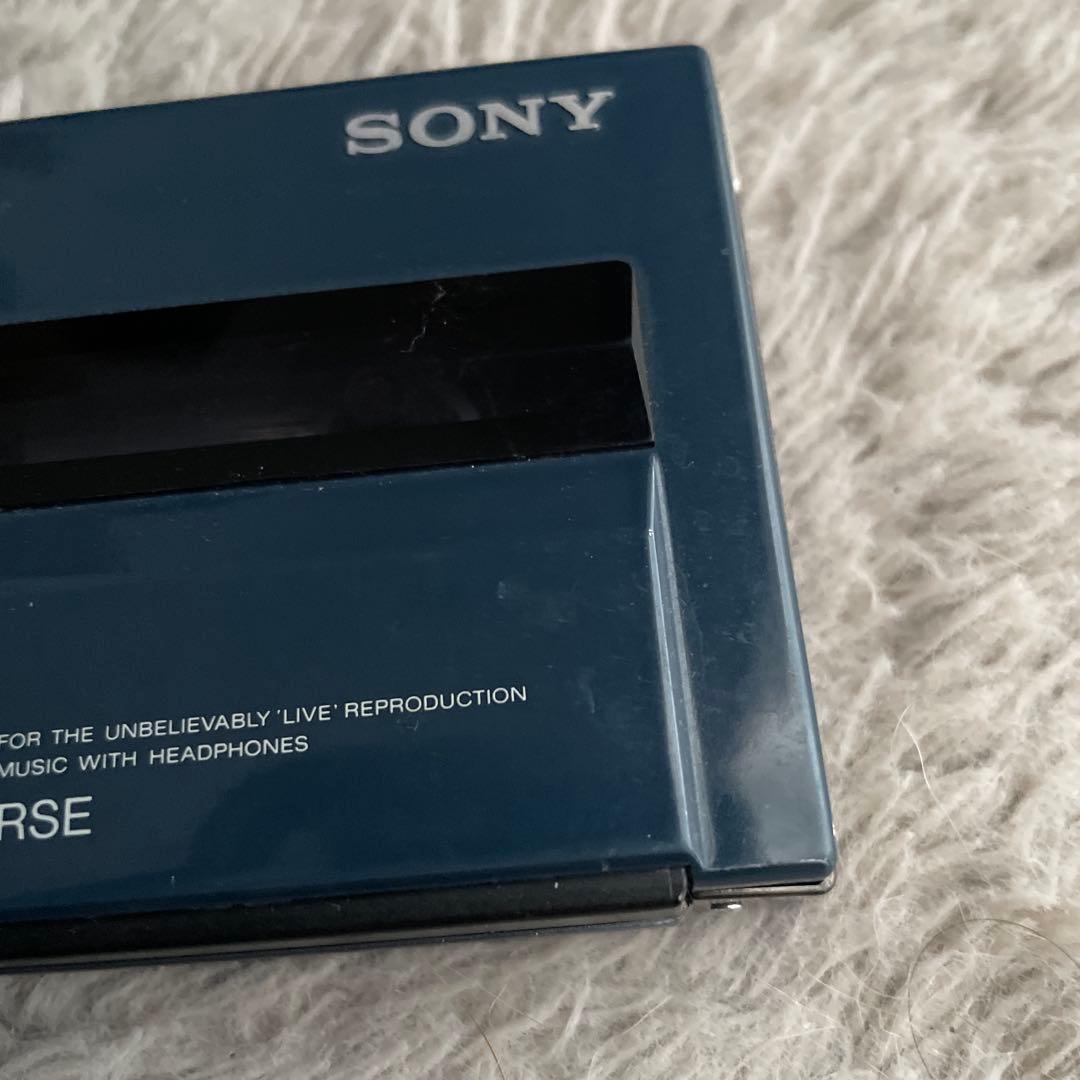 SONY
FOR THE UNBELIEVABLY 'LIVE' REPRODUCTION
MUSIC WITH HEADPHONES
RSE